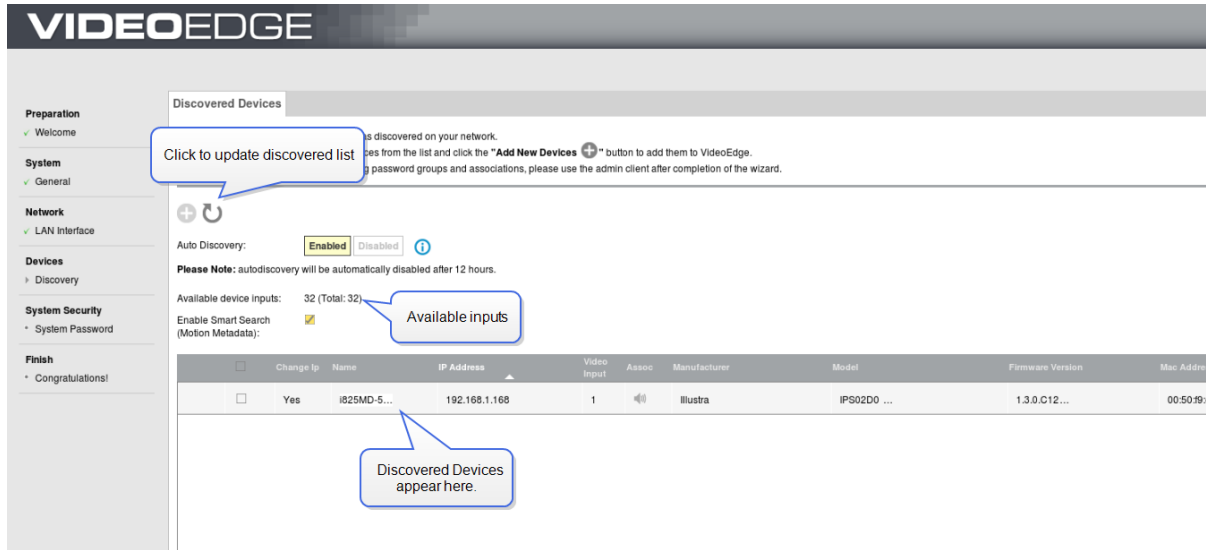 VIDEOEDGE
Discovered Devices
Preparation
Welcome
System
General
Network
LAN Interface
Devices
Discovery
System Security
System Password
Finish
Congratulations!
Click to update discovered list
discovered on your network.
from the list and click the "Add New Devices " button to add them to VideoEdge.
password groups and associations, please use the admin client after completion of the wizard.
Auto Discovery: Enabled Disabled i
Please Note: autodiscovery will be automatically disabled after 12 hours.
Available device inputs: 32 (Total: 32)
Enable Smart Search
(Motion Metadata):
Available inputs
Change Ip Name IP Address Video Input Assoc Manufacturer Model Firmware Version Mac Addre
Yes i825MD-5... 192.168.1.168 1 Illustra IPS02D0 ... 1.3.0.C12... 00:50:f9:
Discovered Devices
appear here.